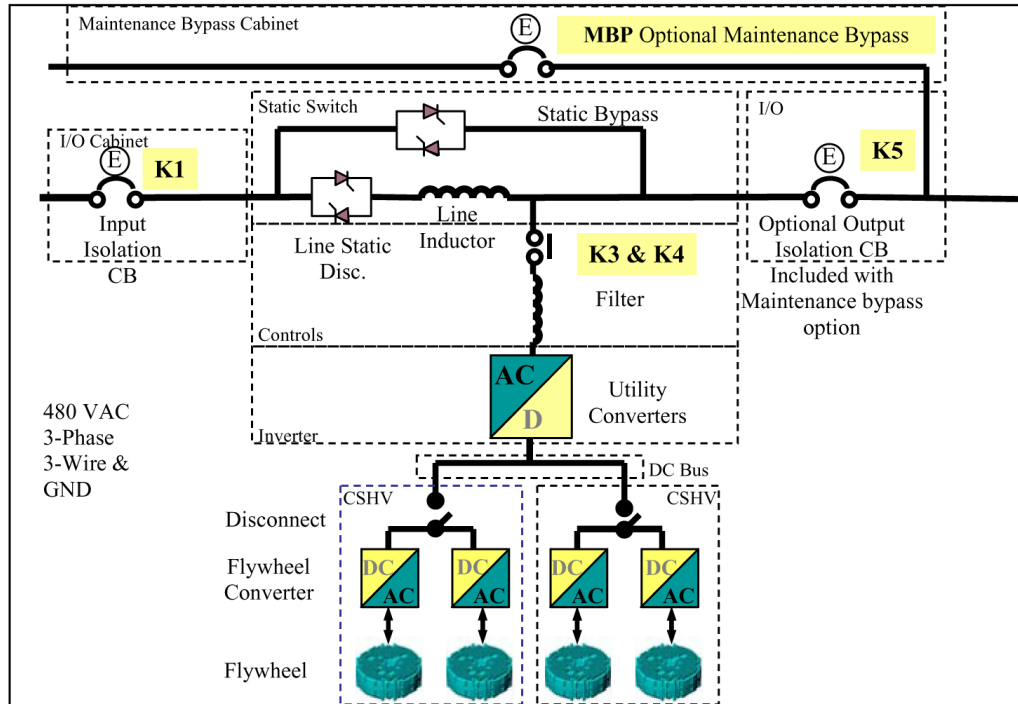 Maintenance Bypass Cabinet
E
MBP Optional Maintenance Bypass
Static Switch
Static Bypass
I/O
I/O Cabinet
E
K1
E
K5
Input
Isolation
CB
Line Static
Disc.
Line
Inductor
K3 & K4
Filter
Optional Output
Isolation CB
Included with
Maintenance bypass
option
Controls
AC
D
Utility
Converters
Inverter
480 VAC
3-Phase
3-Wire &
GND
DC Bus
CSHV
CSHV
Disconnect
Flywheel
Converter
DC
AC
DC
AC
DC
AC
DC
AC
Flywheel